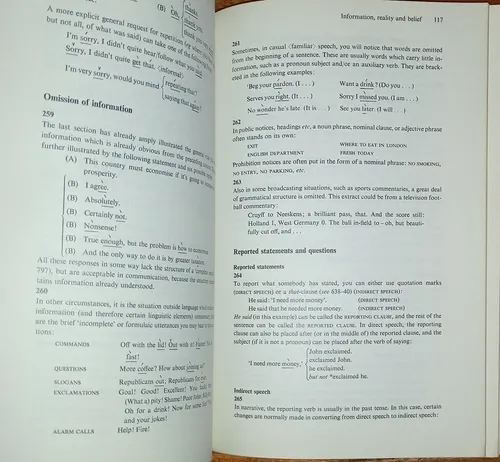 A more explicit general request for repetition
but not all, of what was said) can take one of the
I'm sorry, I didn't quite hear/follow what you said.
Sorry, I didn't quite get that. <informal>
I'm very sorry, would you mind repeating that?
saying that again?
(B) Oh,
thanks.
thank you.
Omission of information
259
The last section has already amply illustrated the general
information which is already obvious from the preceding
further illustrated by the following statement and
(A) This country must economise if it's going to
prosperity.
(B) I agree.
(B) Absolutely.
(B) Certainly not.
(B) Nonsense!
(B) True enough, but the problem is how to economise.
(B) And the only way to do it is by greater taxation.
All these responses in some way lack the structure of a complete
797), but are acceptable in communication, because the
tains information already understood.
260
In other circumstances, it is the situation outside language which
information (and therefore certain linguistic elements)
are the brief 'incomplete' or formulaic utterances you may hear
tions:
COMMANDS Off with the lid! Out with it! Faster!
fast!
QUESTIONS More coffee? How about joining us?
SLOGANS Republicans out; Republicans
EXCLAMATIONS Goal! Good! Excellent! You
(What a) pity! Shame! Poor John,
Oh for a drink! Now for some fun!
and your jokes!
ALARM CALLS Help! Fire!
Information, reality and belief 117
261
Sometimes, in casual <familiar> speech, you will notice that words are omitted
from the beginning of a sentence. These are usually words which carry little in-
formation, such as a pronoun subject and/or an auxiliary verb. They are brack-
eted in the following examples:
'Beg your pardon. (I . . .) Want a drink? (Do you . . .)
Serves you right. (It . . .) Sorry I missed you. (I am . . .)
No wonder he's late. (It is . . .) See you later. (I will . . .)
262
In public notices, headings etc, a noun phrase, nominal clause, or adjective phrase
often stands on its own:
EXIT WHERE TO EAT IN LONDON
ENGLISH DEPARTMENT FRESH TODAY
Prohibition notices are often put in the form of a nominal phrase: NO SMOKING,
NO ENTRY, NO PARKING, etc.
263
Also in some broadcasting situations, such as sports commentaries, a great deal
of grammatical structure is omitted. This extract could be from a television foot-
ball commentary:
Cruyff to Neeskens; a brilliant pass, that. And the score still:
Holland 1, West Germany 0. The ball in-field to – oh, but beauti-
fully cut off, and . . .
Reported statements and questions
Reported statements
264
To report what somebody has stated, you can either use quotation marks
(DIRECT SPEECH) or a that-clause (see 638-40) (INDIRECT SPEECH):
He said: 'I need more money'. (DIRECT SPEECH)
He said that he needed more money. (INDIRECT SPEECH)
He said (in this example) can be called the REPORTING CLAUSE, and the rest of the
sentence can be called the REPORTED CLAUSE. In direct speech, the reporting
clause can also be placed after (or in the middle of) the reported clause, and the
subject (if it is not a pronoun) can be placed after the verb of saying:
John exclaimed.
exclaimed John.
'I need more money,' he exclaimed.
but not *exclaimed he.
Indirect speech
265
In narrative, the reporting verb is usually in the past tense. In this case, certain
changes are normally made in converting from direct speech to indirect speech: